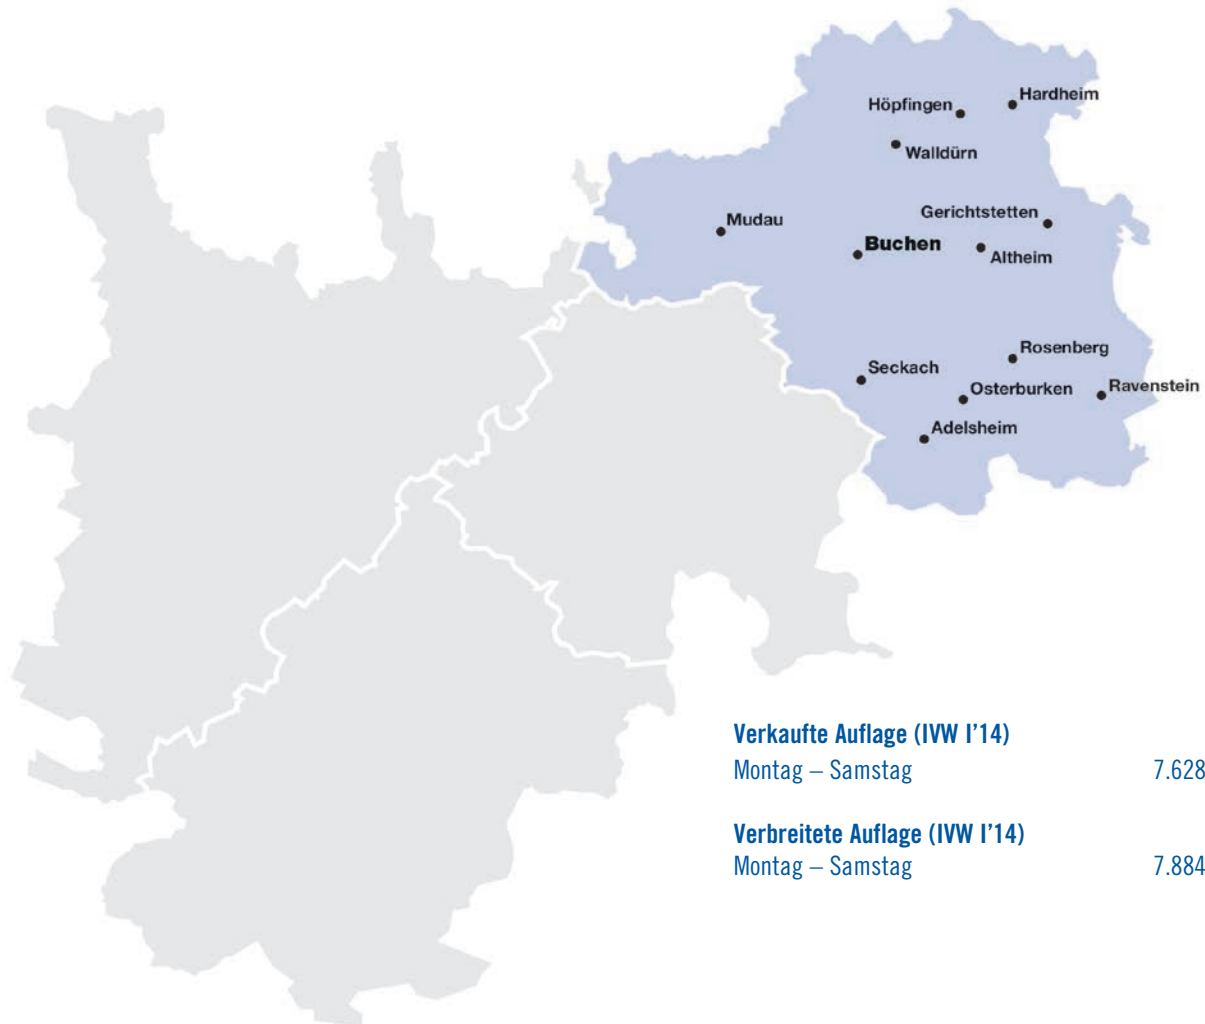 Hardheim
Höpfingen
Walldürn
Gerichtstetten
Mudau
Buchen
Altheim
Rosenberg
Seckach
Ravenstein
Osterburken
Adelsheim
Verkaufte Auflage (IVW I’14)
Montag – Samstag 7.628
Verbreitete Auflage (IVW I’14)
Montag – Samstag 7.884